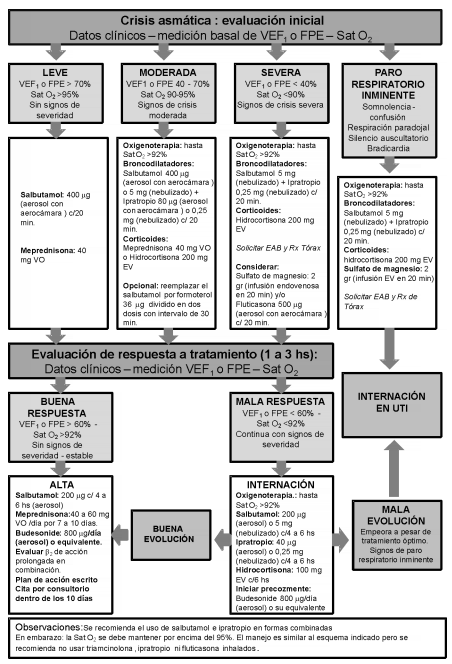 Crisis asmática : evaluación inicial
Datos clínicos – medición basal de VEF₁ o FPE – Sat O₂
LEVE
VEF₁ o FPE > 70%
Sat O₂ >95%
Sin signos de
severidad
MODERADA
VEF1 o FPE 40 - 70%
Sat O₂ 90-95%
Signos de crisis
moderada
SEVERA
VEF₁ o FPE < 40%
Sat O₂ <90%
Signos de crisis severa
PARO
RESPIRATORIO
INMINENTE
Somnolencia –
confusión
Respiración paradojal
Silencio auscultatorio
Bradicardia
Salbutamol: 400 µg
(aerosol con
aerocámara ) c/20
min.
Meprednisona: 40
mg VO
Oxigenoterapia: hasta
Sat O₂ >92%
Broncodilatadores:
Salbutamol 400 µg
(aerosol con aerocámara )
o 5 mg (nebulizado) +
Ipratropio 80 µg (aerosol
con aerocámara ) o 0,25
mg (nebulizado) c/ 20
min.
Corticoides:
Meprednisona 40 mg VO
o Hidrocortisona 200 mg
EV
Opcional: reemplazar el
salbutamol por formoterol
36 µg dividido en dos
dosis con intervalo de 30
min.
Oxigenoterapia: hasta
Sat O₂ >92%
Broncodilatadores:
Salbutamol 5 mg
(nebulizado) + Ipratropio
0,25 mg (nebulizado) c/
20 min.
Corticoides:
Hidrocortisona 200 mg
EV
Solicitar EAB y Rx Tórax
Considerar:
Sulfato de magnesio: 2
gr (infusión endovenosa
en 20 min) y/o
Fluticasona 500 µg
(aerosol con aerocámara )
c/ 20 min.
Oxigenoterapia: hasta
Sat O₂ >92%
Broncodilatadores:
Salbutamol 5 mg
(nebulizado) + Ipratropio
0,25 mg (nebulizado) c/
20 min.
Corticoides:
hidrocortisona 200 mg EV
Sulfato de magnesio: 2
gr (infusión EV en 20 min)
Solicitar EAB y Rx de
Tórax
Evaluación de respuesta a tratamiento (1 a 3 hs):
Datos clínicos – medición VEF₁ o FPE – Sat O₂
BUENA
RESPUESTA
VEF₁ o FPE > 60% -
Sat O₂ >92%
Sin signos de
severidad - estable
MALA RESPUESTA
VEF₁ o FPE < 60% -
Sat O₂ <92%
Continua con signos de
severidad
INTERNACIÓN
EN UTI
ALTA
Salbutamol: 200 µg c/ 4 a
6 hs (aerosol)
Meprednisona:40 a 60 mg
VO /día por 7 a 10 días.
Budesonide: 800 µg/día
(aerosol) o equivalente.
Evaluar β₂ de acción
prolongada en
combinación.
Plan de acción escrito
Cita por consultorio
dentro de los 10 días
BUENA
EVOLUCIÓN
INTERNACIÓN
Oxigenoterapia.: hasta
Sat O₂ >92%
Salbutamol: 200 µg
(aerosol) o 5 mg
(nebulizado) c/4 a 6 hs
Ipratropio: 40 µg
(aerosol) o 0,25 mg
(nebulizado) c/4 a 6 hs
Hidrocortisona: 100 mg
EV c/6 hs
Iniciar precozmente:
Budesonide 800 µg/día
(aerosol) o su equivalente
MALA
EVOLUCIÓN
Empeora a pesar de
tratamiento óptimo.
Signos de paro
respiratorio inminente
Observaciones:Se recomienda el uso de salbutamol e ipratropio en formas combinadas
En embarazo: la Sat O₂ se debe mantener por encima del 95%. El manejo es similar al esquema indicado pero se
recomienda no usar triamcinolona , ipratropio ni fluticasona inhalados .